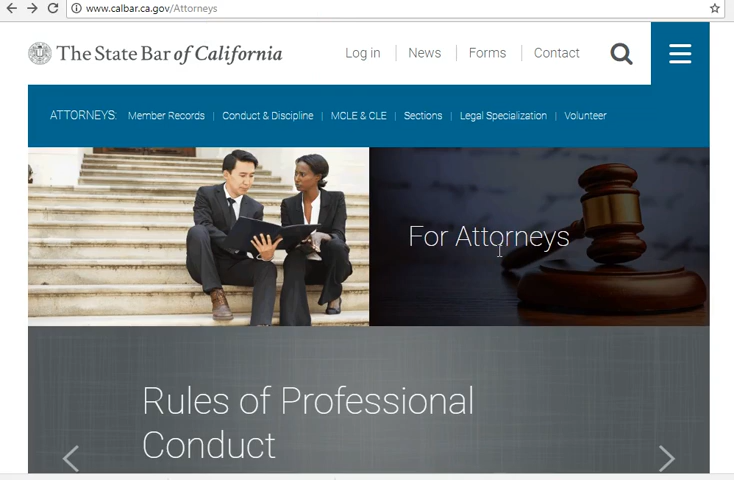 www.calbar.ca.gov/Attorneys
The State Bar of California
Log in | News | Forms | Contact
ATTORNEYS: Member Records | Conduct & Discipline | MCLE & CLE | Sections | Legal Specialization | Volunteer
For Attorneys
Rules of Professional
Conduct